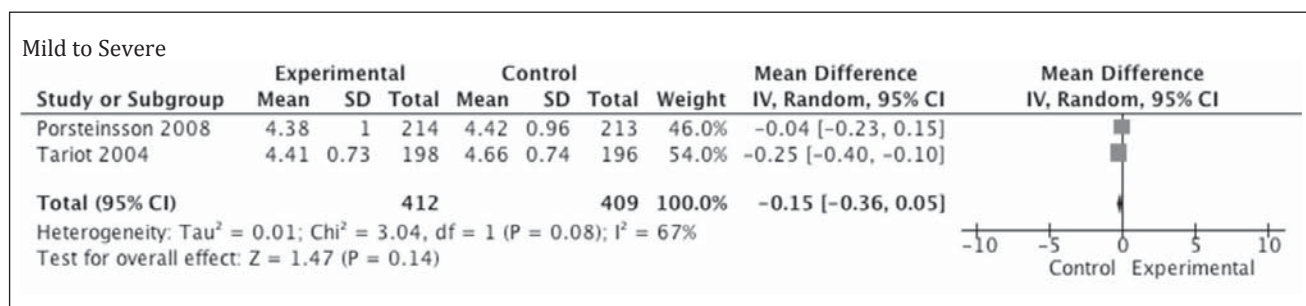 Mild to Severe
Experimental Control Mean Difference Mean Difference
Study or Subgroup Mean SD Total Mean SD Total Weight IV, Random, 95% CI IV, Random, 95% CI
Porsteinsson 2008 4.38 1 214 4.42 0.96 213 46.0% -0.04 [-0.23, 0.15]
Tariot 2004 4.41 0.73 198 4.66 0.74 196 54.0% -0.25 [-0.40, -0.10]
Total (95% CI) 412 409 100.0% -0.15 [-0.36, 0.05]
Heterogeneity: Tau² = 0.01; Chi² = 3.04, df = 1 (P = 0.08); I² = 67%
Test for overall effect: Z = 1.47 (P = 0.14)
-10 -5 0 5 10
Control Experimental